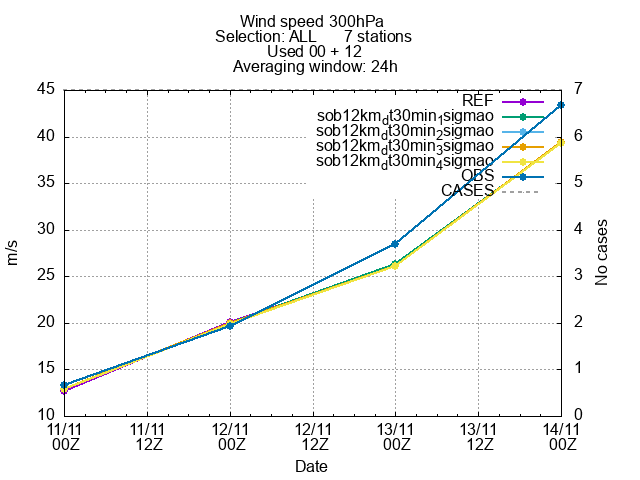 Wind speed 300hPa
Selection: ALL 7 stations
Used 00 + 12
Averaging window: 24h
45
40
35
30
25
20
15
10
m/s
7
6
5
4
3
2
1
0
No cases
REF
sob12km_dt30min_1sigmao
sob12km_dt30min_2sigmao
sob12km_dt30min_3sigmao
sob12km_dt30min_4sigmao
OBS
CASES
11/11 11/11 12/11 12/11 13/11 13/11 14/11
00Z 12Z 00Z 12Z 00Z 12Z 00Z
Date